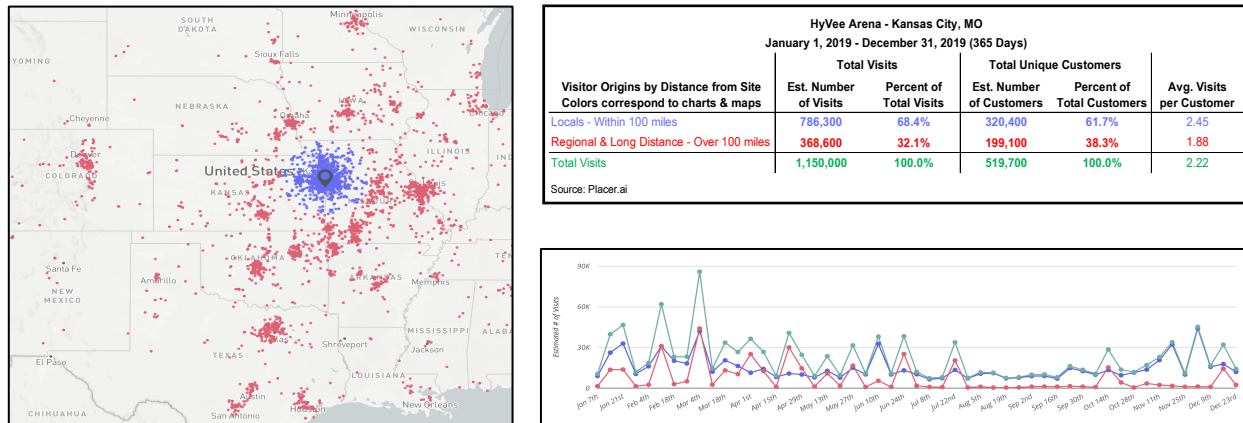 SOUTH
DAKOTA
Minneapolis
WISCONSIN
Sioux Falls
IOWA
NEBRASKA
Omaha
Chicago
Cheyenne
Denver
COLORADO
ILLINOIS
United States
KANSAS
St. Louis
OKLAHOMA
Santa Fe
Amarillo
ARKANSAS
Memphis
NEW
MEXICO
Dallas
MISSISSIPPI
ALABA
El Paso
Shreveport
Jackson
TEXAS
LOUISIANA
Austin
San Antonio
Houston
New Orleans
CHIHUAHUA
HyVee Arena - Kansas City, MO
January 1, 2019 - December 31, 2019 (365 Days)
Total Visits Total Unique Customers
Visitor Origins by Distance from Site Est. Number Percent of Est. Number Percent of Avg. Visits
Colors correspond to charts & maps of Visits Total Visits of Customers Total Customers per Customer
Locals - Within 100 miles 786,300 68.4% 320,400 61.7% 2.45
Regional & Long Distance - Over 100 miles 368,600 32.1% 199,100 38.3% 1.88
Total Visits 1,150,000 100.0% 519,700 100.0% 2.22
Source: Placer.ai
Estimated # of Visits
90K
60K
30K
0
Jan 7th Jan 21st Feb 4th Feb 18th Mar 4th Mar 18th Apr 1st Apr 15th Apr 29th May 13th May 27th Jun 10th Jun 24th Jul 8th Jul 22nd Aug 5th Aug 19th Sep 2nd Sep 16th Sep 30th Oct 14th Oct 28th Nov 11th Nov 25th Dec 9th Dec 23rd